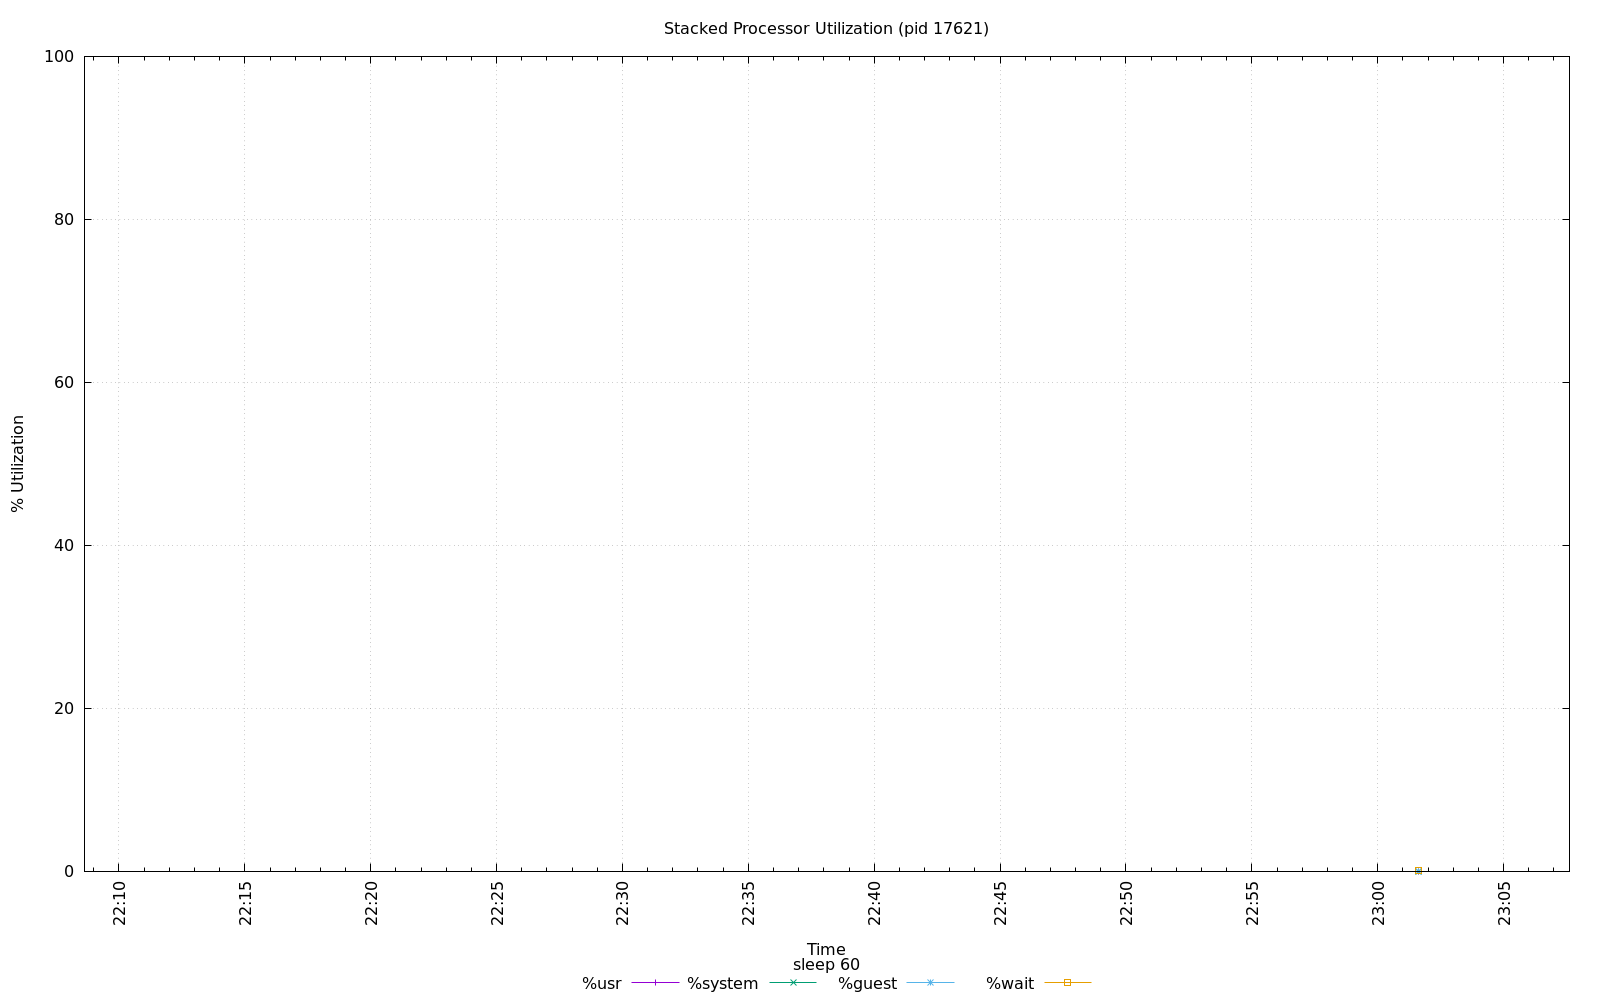 Stacked Processor Utilization (pid 17621)
100
80
60
40
20
0
% Utilization
22:10 22:15 22:20 22:25 22:30 22:35 22:40 22:45 22:50 22:55 23:00 23:05
Time
sleep 60
%usr %system %guest %wait